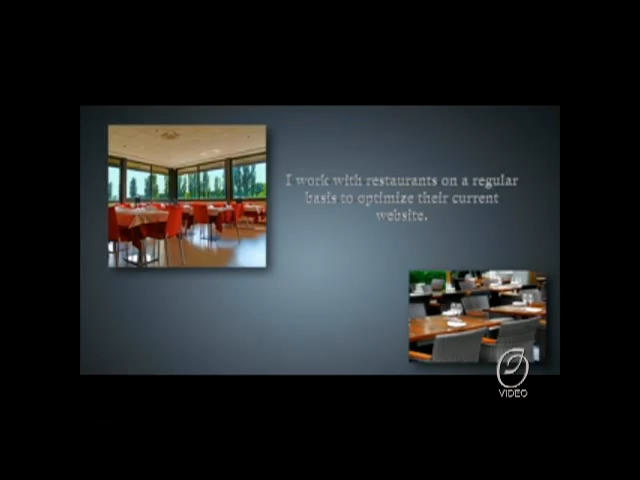 I work with restaurants on a regular
basis to optimize their current
website.
VIDEO